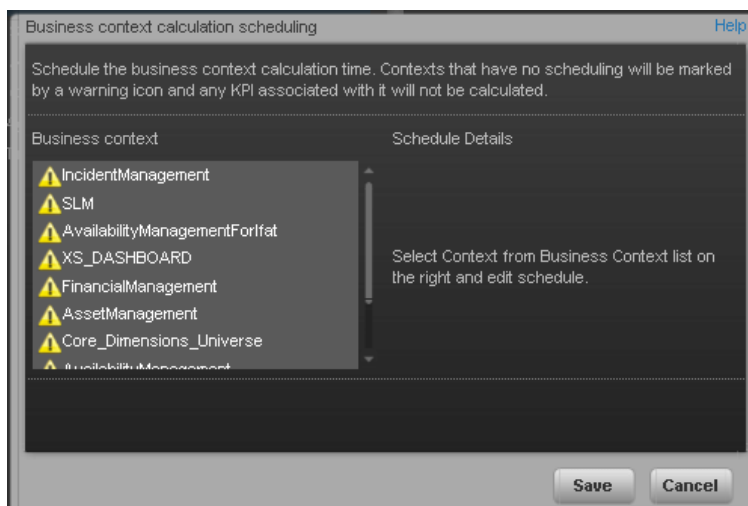 Business context calculation scheduling
Help
Schedule the business context calculation time. Contexts that have no scheduling will be marked
by a warning icon and any KPI associated with it will not be calculated.
Business context
Schedule Details
IncidentManagement
SLM
AvailabilityManagementForIfat
XS_DASHBOARD
FinancialManagement
AssetManagement
Core_Dimensions_Universe
AvailabilityManagement
Select Context from Business Context list on
the right and edit schedule.
Save
Cancel